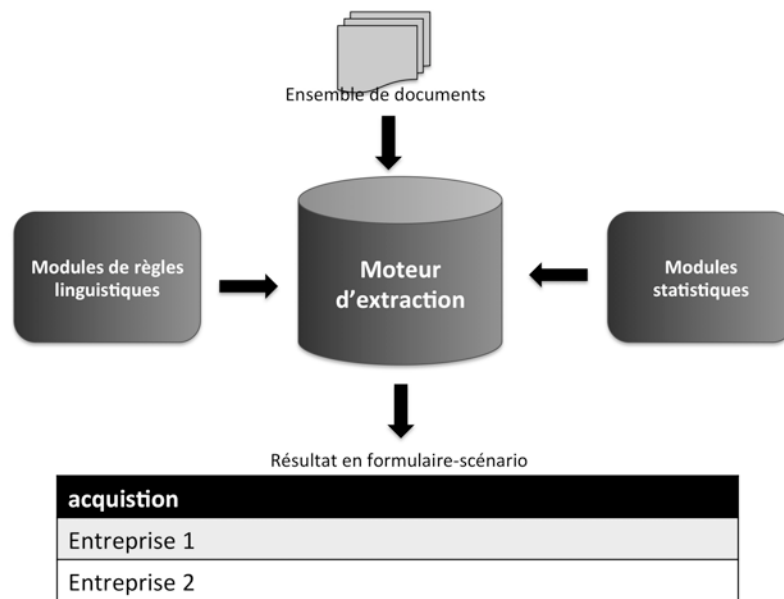 Ensemble de documents
Modules de règles
linguistiques
Moteur
d'extraction
Modules
statistiques
Résultat en formulaire-scénario
acquistion
Entreprise 1
Entreprise 2